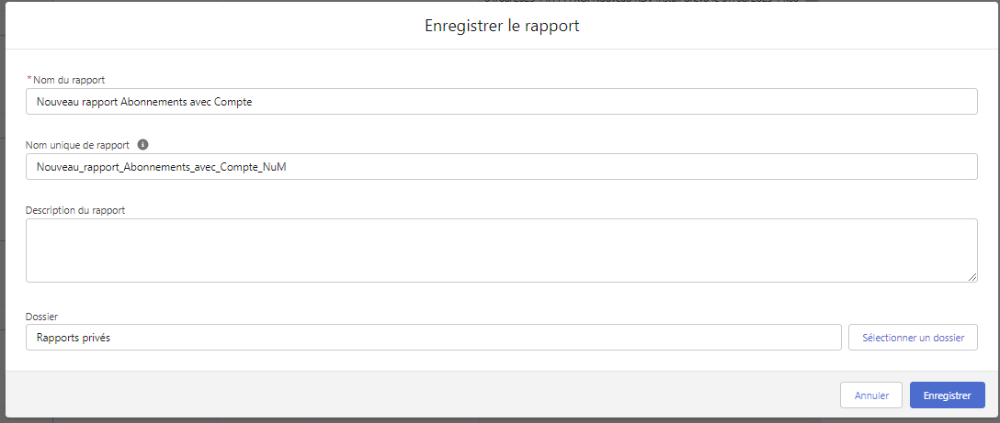 Enregistrer le rapport
*Nom du rapport
Nouveau rapport Abonnements avec Compte
Nom unique de rapport
Nouveau_rapport_Abonnements_avec_Compte_NuM
Description du rapport
Dossier
Rapports privés
Sélectionner un dossier
Annuler
Enregistrer